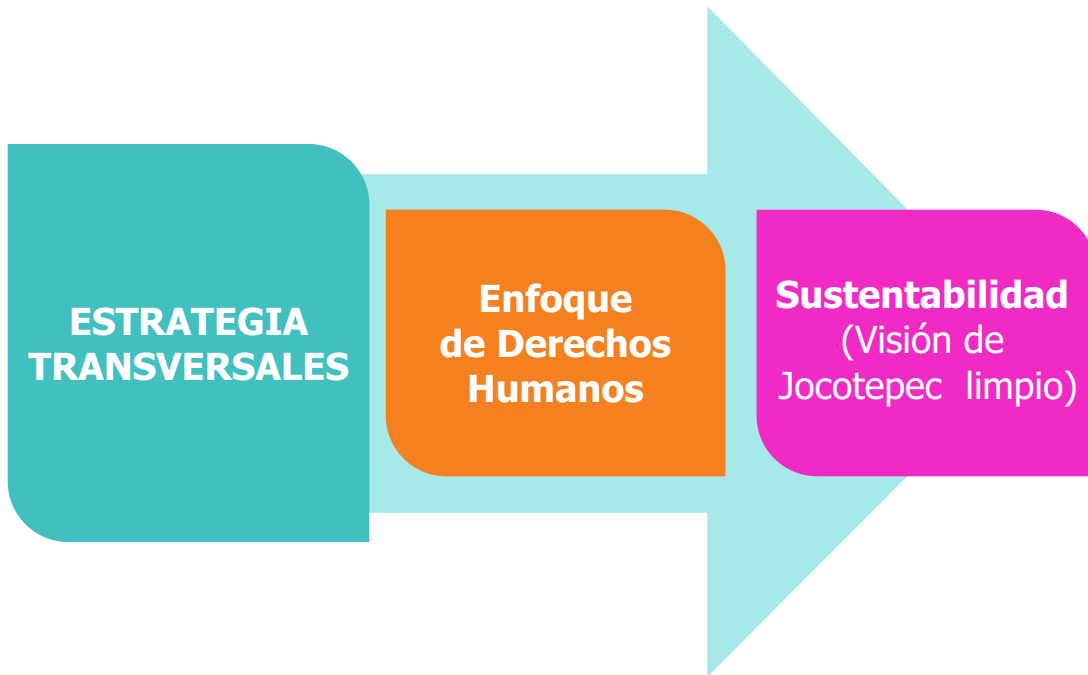 ESTRATEGIA
TRANSVERSALES
Enfoque
de Derechos
Humanos
Sustentabilidad
(Visión de
Jocotepec  limpio)